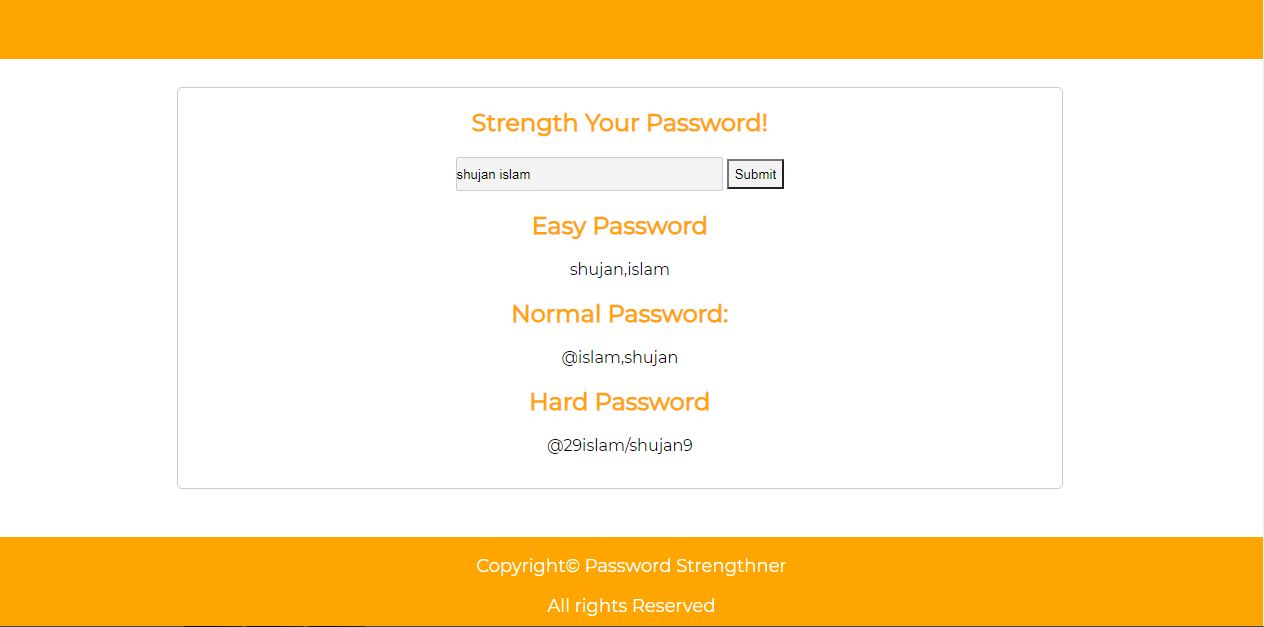 Strength Your Password!
shujan islam Submit
Easy Password
shujan,islam
Normal Password:
@islam,shujan
Hard Password
@29islam/shujan9
Copyright© Password Strengthner
All rights Reserved